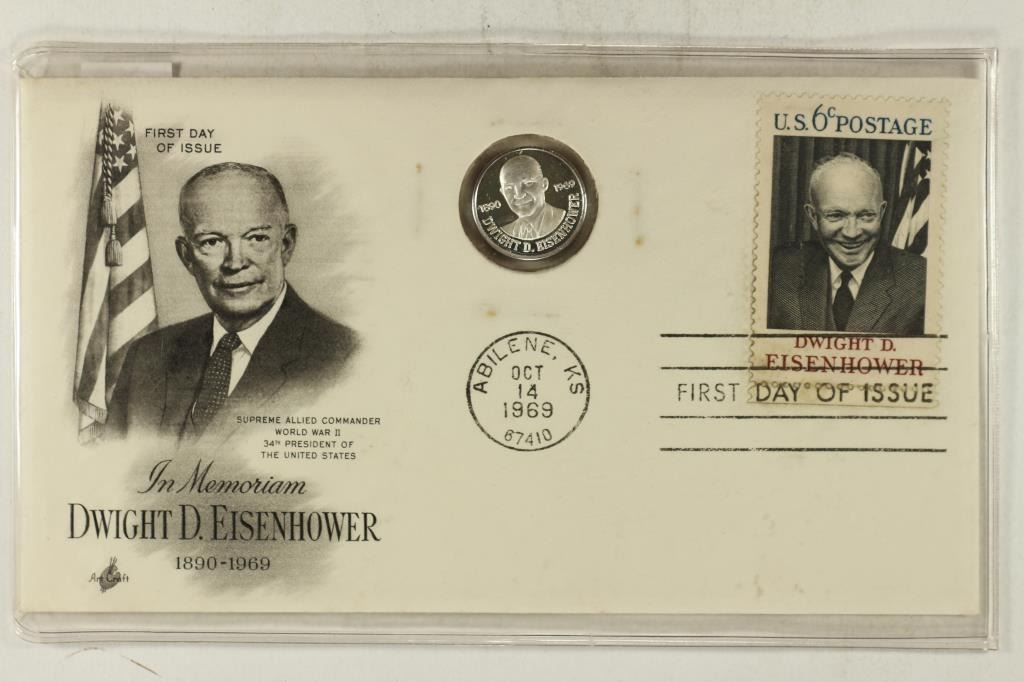 FIRST DAY
OF ISSUE
SUPREME ALLIED COMMANDER
WORLD WAR II
34TH PRESIDENT OF
THE UNITED STATES
In Memoriam
DWIGHT D. EISENHOWER
1890-1969
Art Craft
1890
1969
DWIGHT D. EISENHOWER
ABILENE, KS
OCT
14
1969
67410
U.S. 6c POSTAGE
DWIGHT D.
EISENHOWER
FIRST DAY OF ISSUE